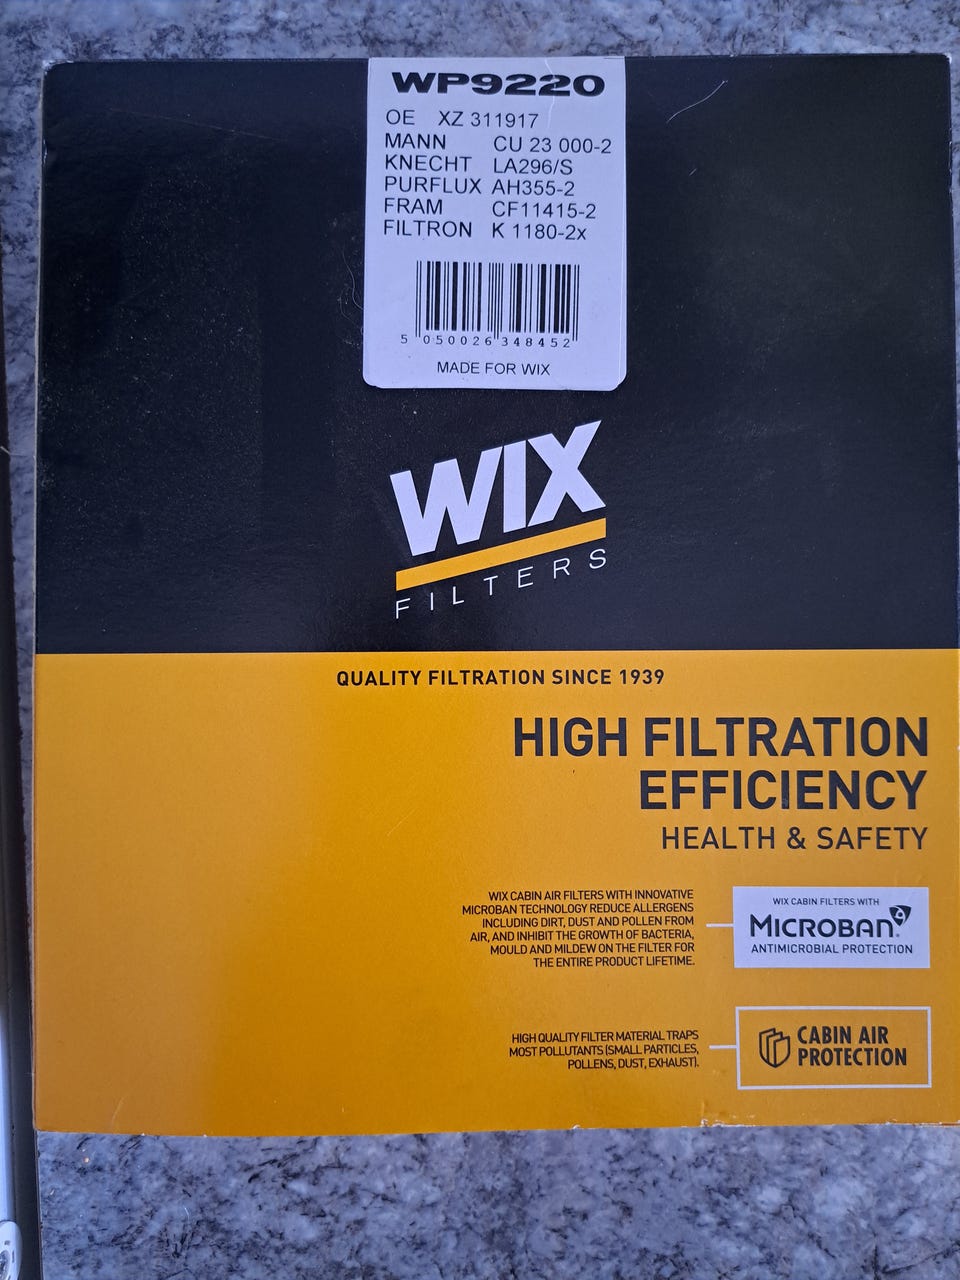 WP9220
OE XZ 311917
MANN CU 23 000-2
KNECHT LA296/S
PURFLUX AH355-2
FRAM CF11415-2
FILTRON K 1180-2x
5 050026 348452
MADE FOR WIX
WIX
FILTERS
QUALITY FILTRATION SINCE 1939
HIGH FILTRATION
EFFICIENCY
HEALTH & SAFETY
WIX CABIN AIR FILTERS WITH INNOVATIVE
MICROBAN TECHNOLOGY REDUCE ALLERGENS
INCLUDING DIRT, DUST AND POLLEN FROM
AIR, AND INHIBIT THE GROWTH OF BACTERIA,
MOULD AND MILDEW ON THE FILTER FOR
THE ENTIRE PRODUCT LIFETIME.
WIX CABIN FILTERS WITH
MICROBAN®
ANTIMICROBIAL PROTECTION
HIGH QUALITY FILTER MATERIAL TRAPS
MOST POLLUTANTS (SMALL PARTICLES,
POLLENS, DUST, EXHAUST).
CABIN AIR
PROTECTION